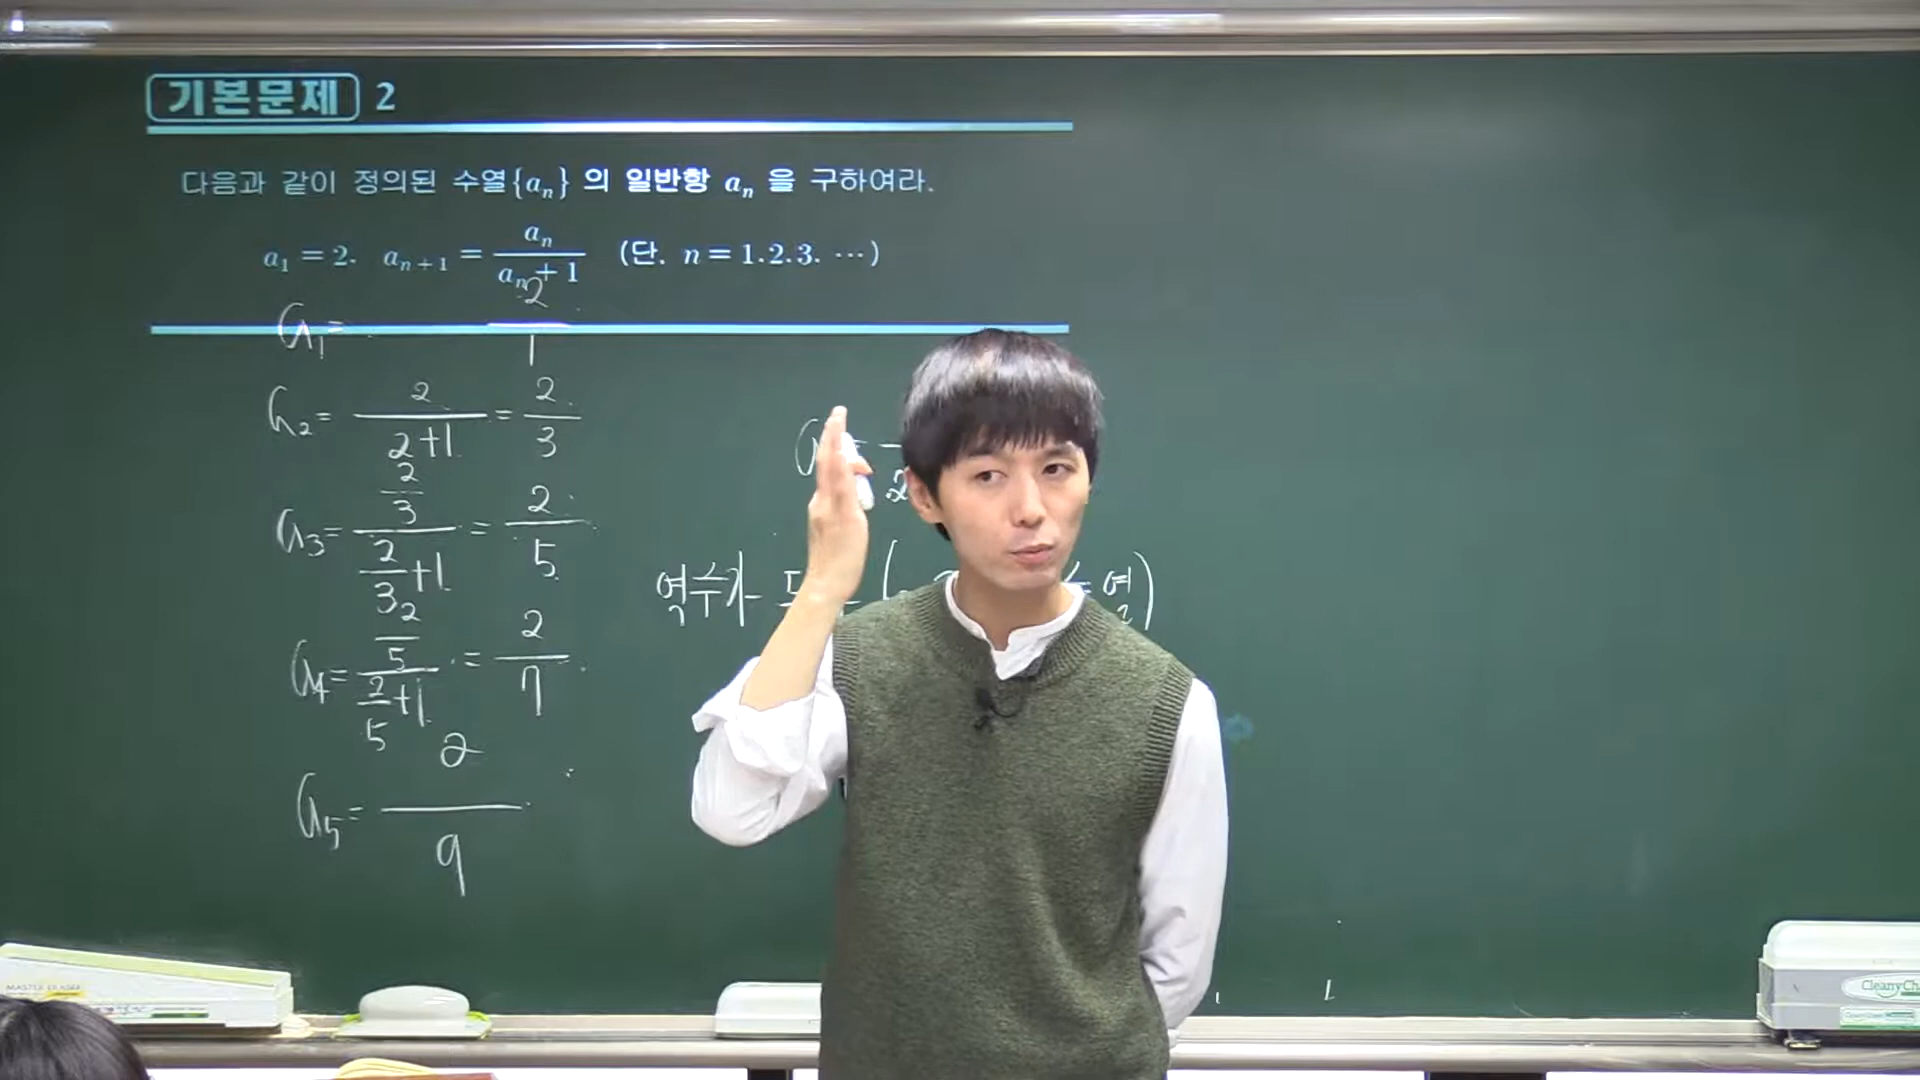 기본문제 2
다음과 같이 정의된 수열 {aₙ} 의 일반항 aₙ 을 구하여라.
a₁ = 2. aₙ₊₁ = aₙ / (aₙ + 1) (단. n = 1.2.3. ⋯)
a₁ = 2/1
a₂ = 2/(2+1) = 2/3
a₃ = (2/3)/(2/3+1) = 2/5
a₄ = (2/5)/(2/5+1) = 2/7
a₅ = 2/9
a
2
역수가
MASTER ERASER